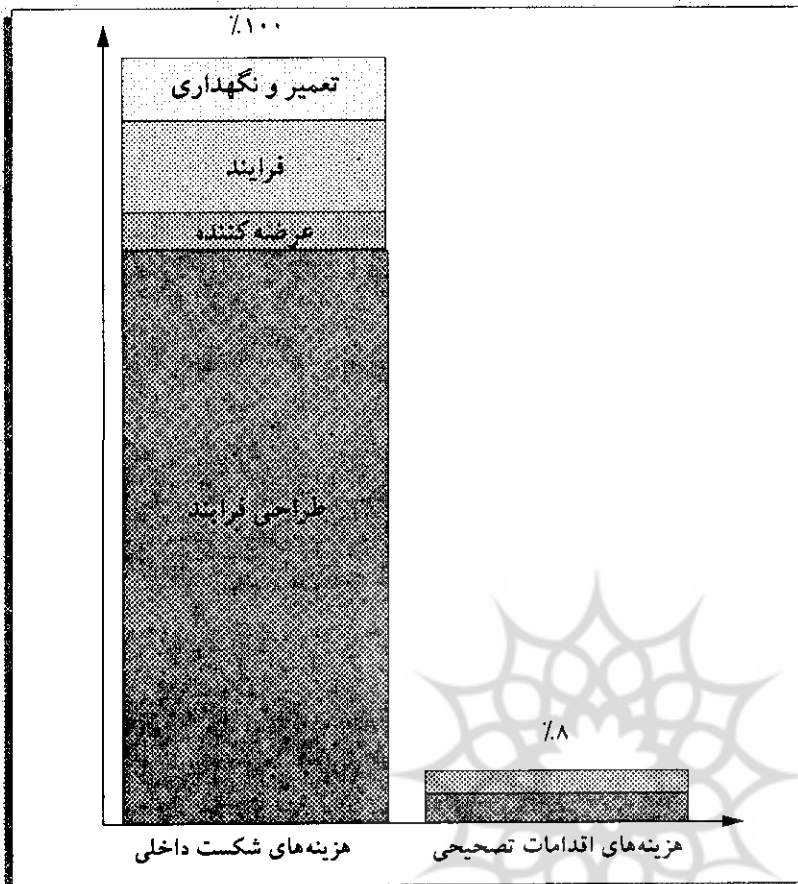 ٪۱۰۰
تعمیر و نگهداری
فرایند
عرضه‌کننده
طراحی فرایند
٪۸
هزینه‌های شکست داخلی
هزینه‌های اقدامات تصحیحی